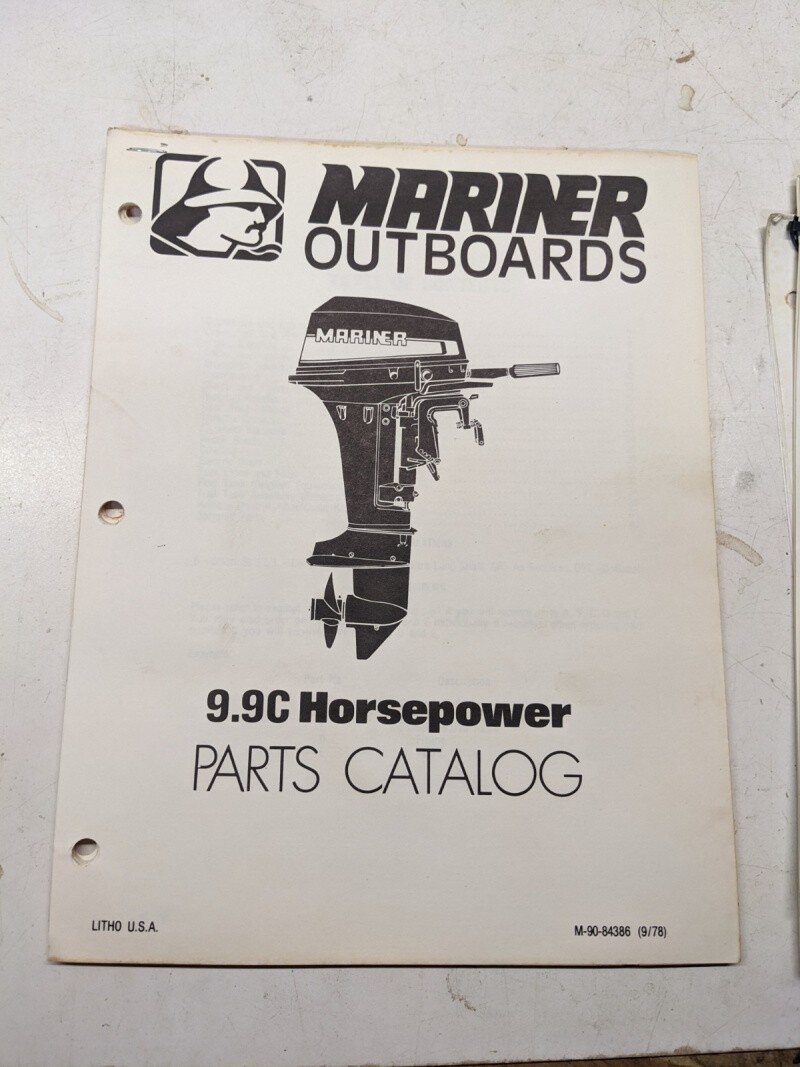 MARINER
OUTBOARDS
MARINER
9.9C Horsepower
PARTS CATALOG
LITHO U.S.A.
M-90-84386 (9/78)